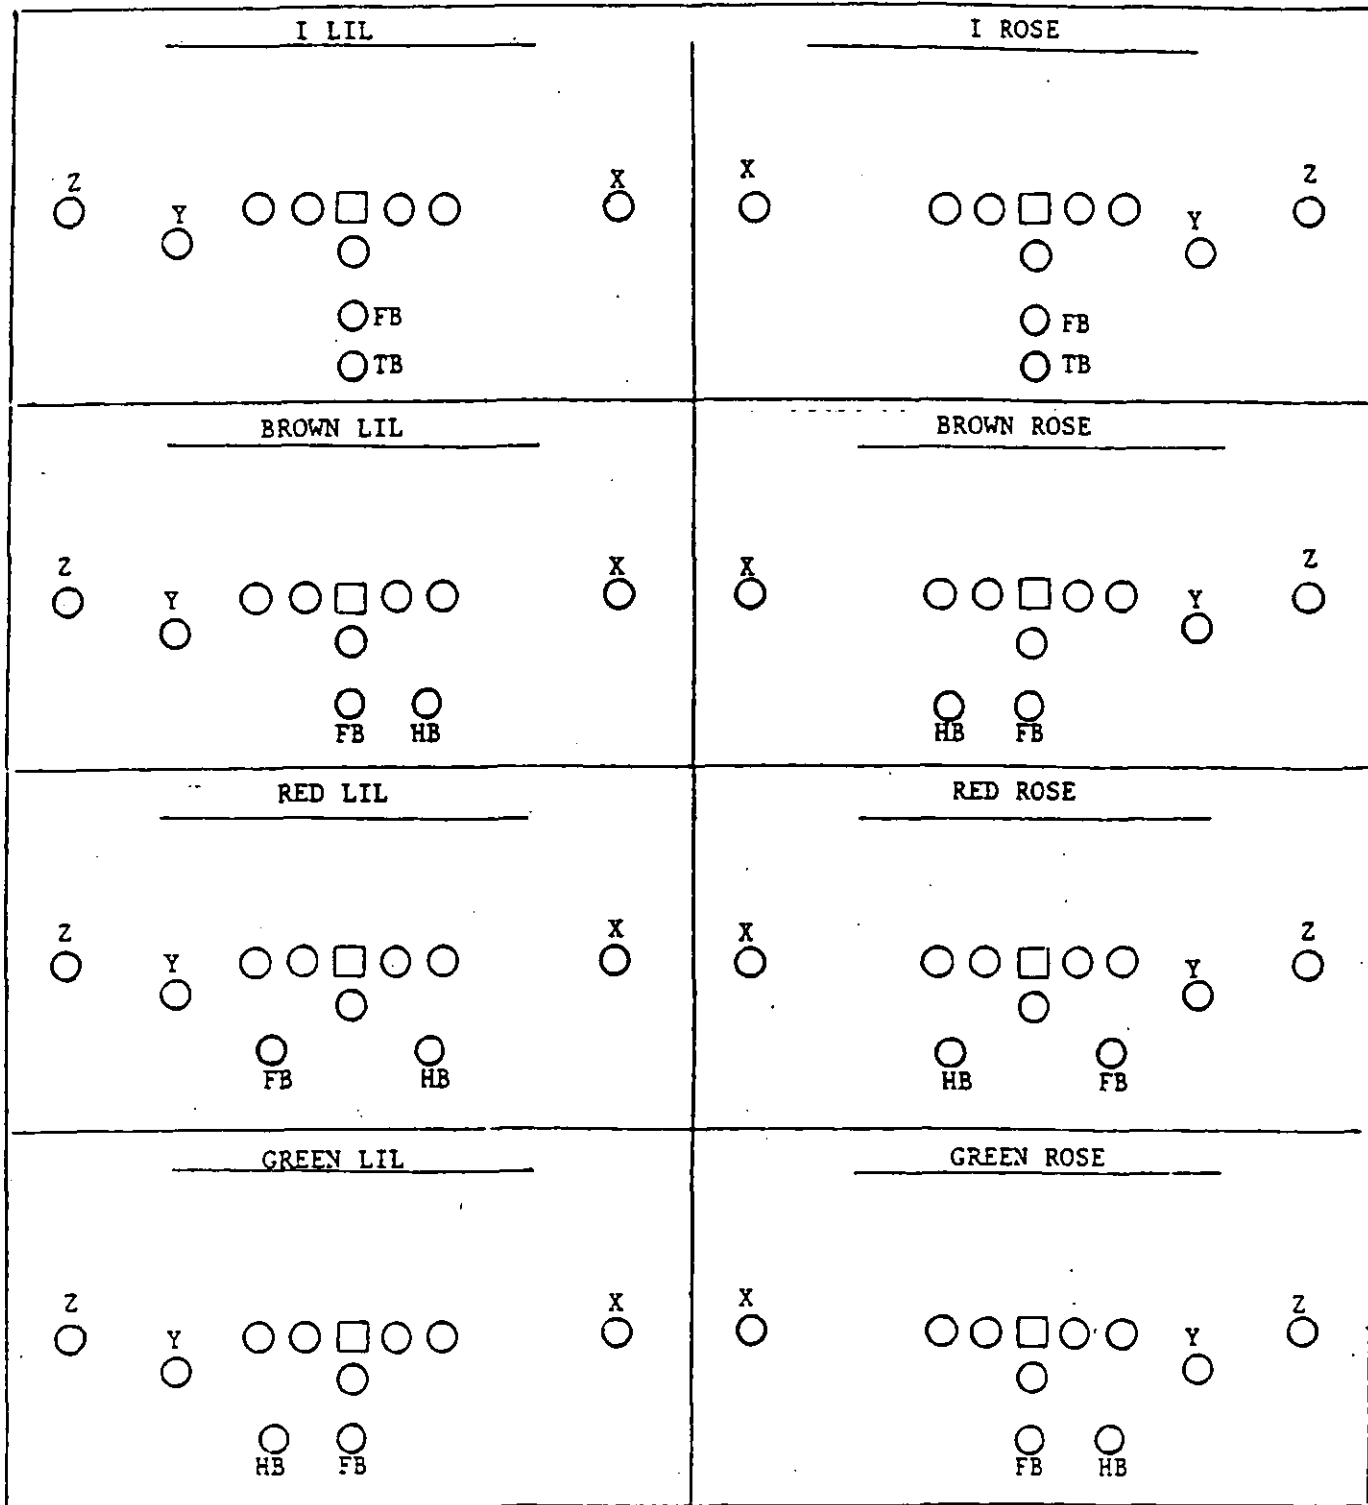 I LIL
Z
Y
X
FB
TB
I ROSE
X
Z
Y
FB
TB
BROWN LIL
Z
Y
X
FB HB
BROWN ROSE
X
Z
Y
HB FB
RED LIL
Z
Y
X
FB HB
RED ROSE
X
Z
Y
HB FB
GREEN LIL
Z
Y
X
HB FB
GREEN ROSE
X
Z
Y
FB HB